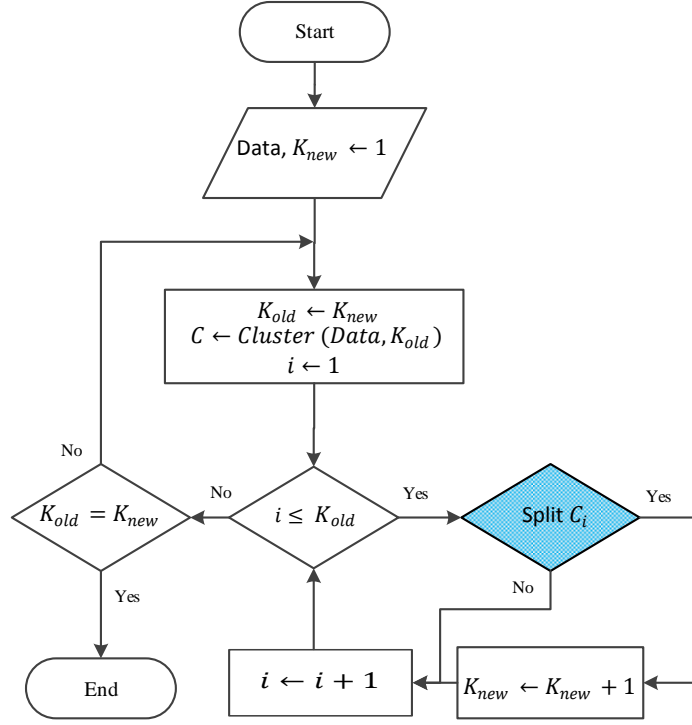 Start
Data, K_new ← 1
K_old ← K_new
C ← Cluster (Data, K_old)
i ← 1
No
K_old = K_new
No
i ≤ K_old
Yes
Split C_i
Yes
Yes
No
End
i ← i + 1
K_new ← K_new + 1